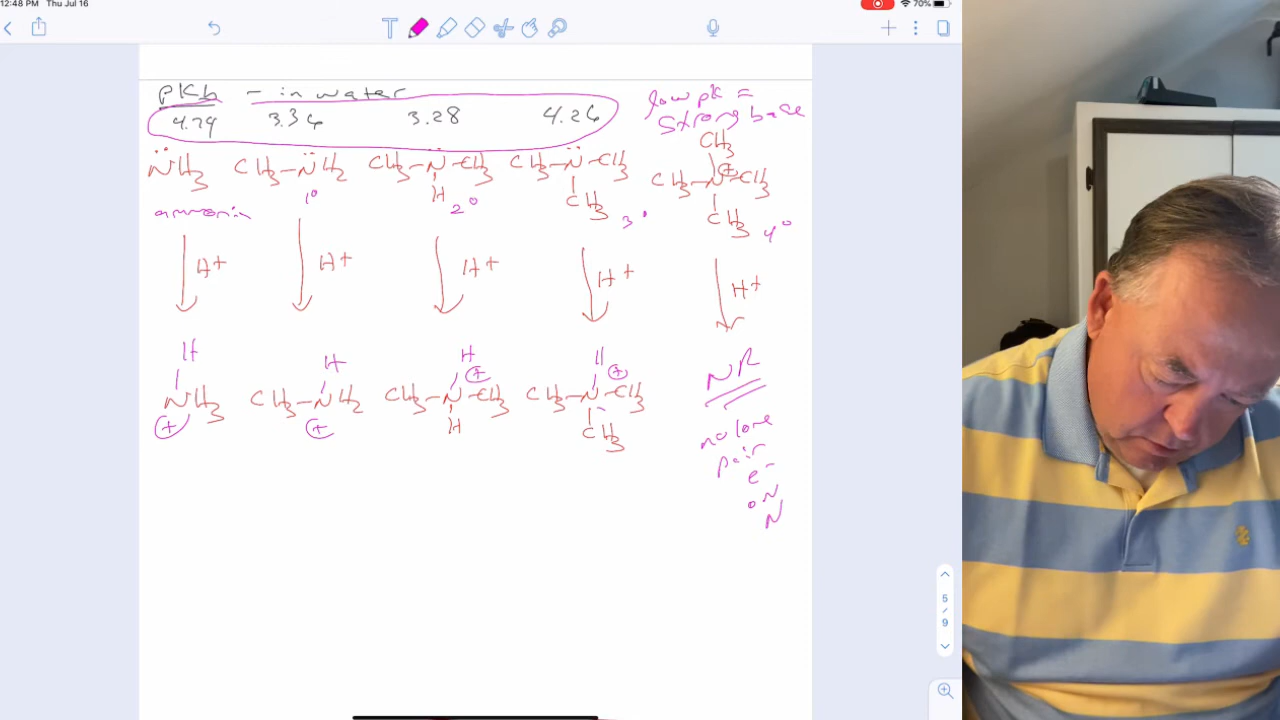 12:48 PM Thu Jul 16
70%
pKb - in water
4.74 3.36 3.28 4.26
low pK =
strong base
CH3
NH3 CH3-NH2 CH3-N-CH3 CH3-N-CH3 CH3-N-CH3
H CH3 CH3
ammonia 1° 2° 3° 4°
H+ H+ H+ H+ H+
H H H H
NH3 CH3-NH2 CH3-N-CH3 CH3-N-CH3
+ + + +
H CH3
NR
no lone
pair
e-
on
N
T
5
/
9